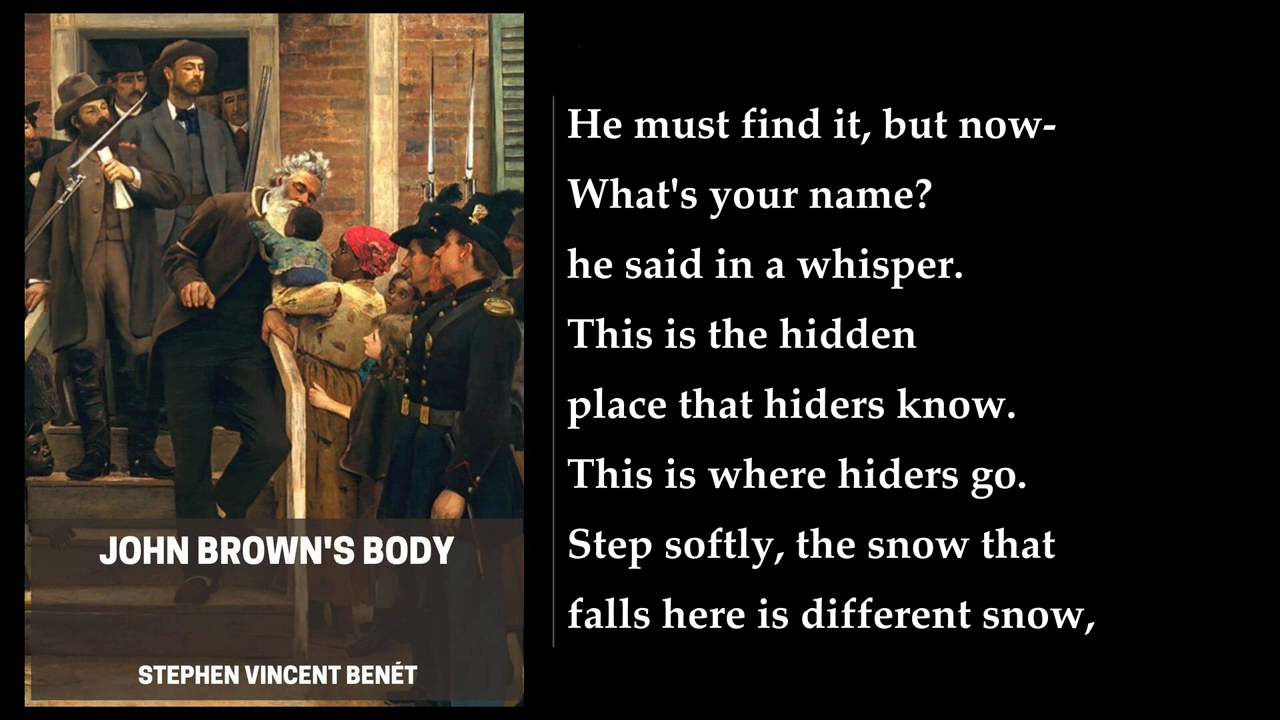 JOHN BROWN'S BODY
STEPHEN VINCENT BENÉT
He must find it, but now-
What's your name?
he said in a whisper.
This is the hidden
place that hiders know.
This is where hiders go.
Step softly, the snow that
falls here is different snow,